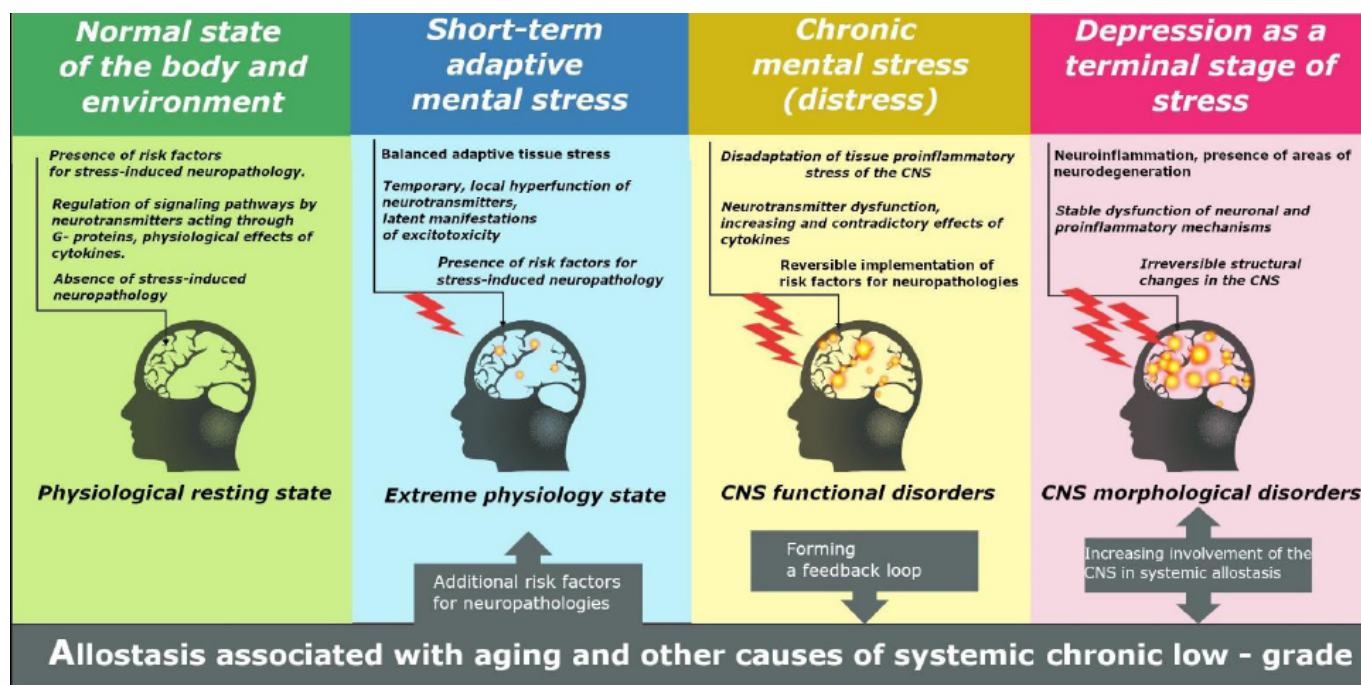 Normal state
of the body and
environment
Presence of risk factors
for stress-induced neuropathology.
Regulation of signaling pathways by
neurotransmitters acting through
G- proteins, physiological effects of
cytokines.
Absence of stress-induced
neuropathology
Physiological resting state
Short-term
adaptive
mental stress
Balanced adaptive tissue stress
Temporary, local hyperfunction of
neurotransmitters,
latent manifestations
of excitotoxicity
Presence of risk factors for
stress-induced neuropathology
Extreme physiology state
Additional risk factors
for neuropathologies
Chronic
mental stress
(distress)
Disadaptation of tissue proinflammatory
stress of the CNS
Neurotransmitter dysfunction,
increasing and contradictory effects of
cytokines
Reversible implementation of
risk factors for neuropathologies
CNS functional disorders
Forming
a feedback loop
Depression as a
terminal stage of
stress
Neuroinflammation, presence of areas of
neurodegeneration
Stable dysfunction of neuronal and
proinflammatory mechanisms
Irreversible structural
changes in the CNS
CNS morphological disorders
Increasing involvement of the
CNS in systemic allostasis
Allostasis associated with aging and other causes of systemic chronic low - grade